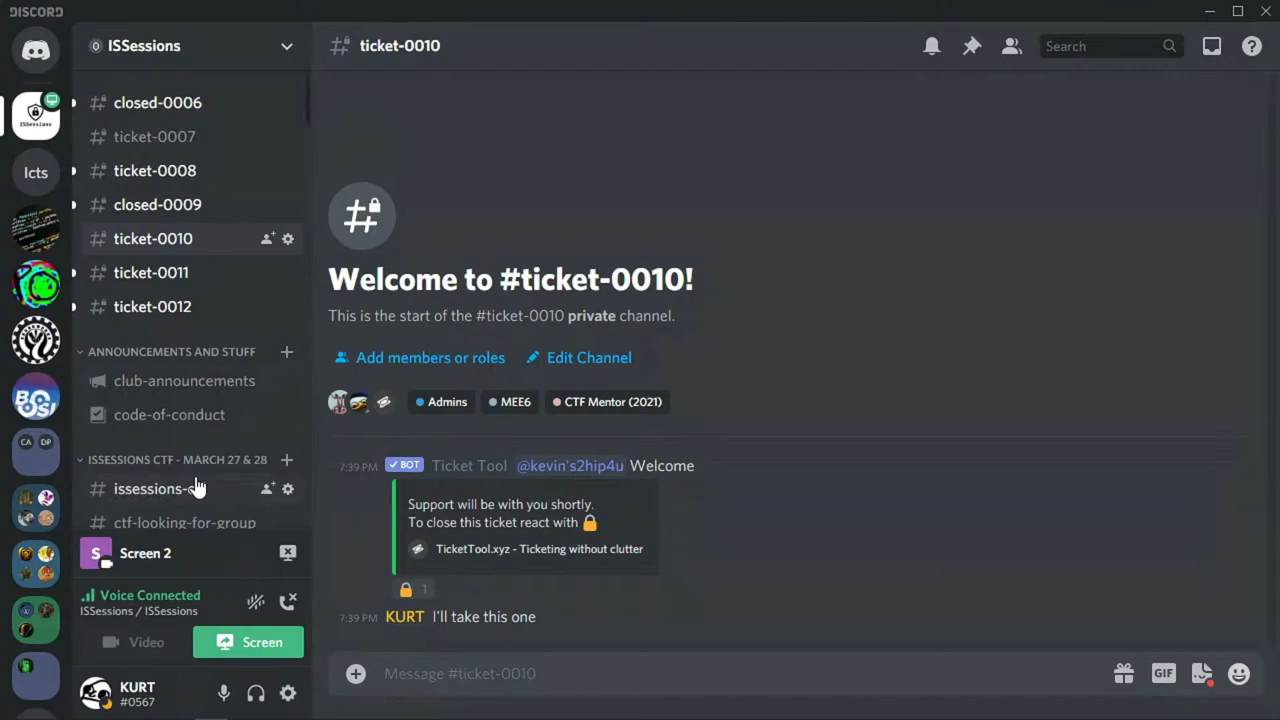 DISCORD
ISSessions
ticket-0010
Search
ISSessions
lcts
CA DP
closed-0006
ticket-0007
ticket-0008
closed-0009
ticket-0010
ticket-0011
ticket-0012
ANNOUNCEMENTS AND STUFF
club-announcements
code-of-conduct
ISSESSIONS CTF - MARCH 27 & 28
ctf-looking-for-group
S
Screen 2
Voice Connected
ISSessions / ISSessions
Video
Screen
KURT
#0567
Welcome to #ticket-0010!
This is the start of the #ticket-0010 private channel.
Add members or roles
Edit Channel
Admins
MEE6
CTF Mentor (2021)
7:39 PM BOT Ticket Tool @kevin's2hip4u Welcome
Support will be with you shortly.
To close this ticket react with 🔒
TicketTool.xyz - Ticketing without clutter
🔒 1
7:39 PM KURT I'll take this one
Message #ticket-0010
GIF